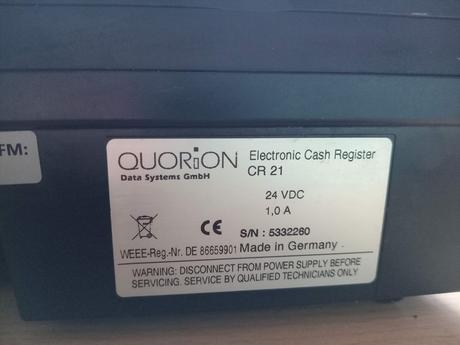 FM:
QUORiON
Data Systems GmbH
Electronic Cash Register
CR 21
24 VDC
1,0 A
CE
S/N : 5332260
WEEE-Reg.-Nr. DE 86659901 Made in Germany
WARNING: DISCONNECT FROM POWER SUPPLY BEFORE
SERVICING. SERVICE BY QUALIFIED TECHNICIANS ONLY